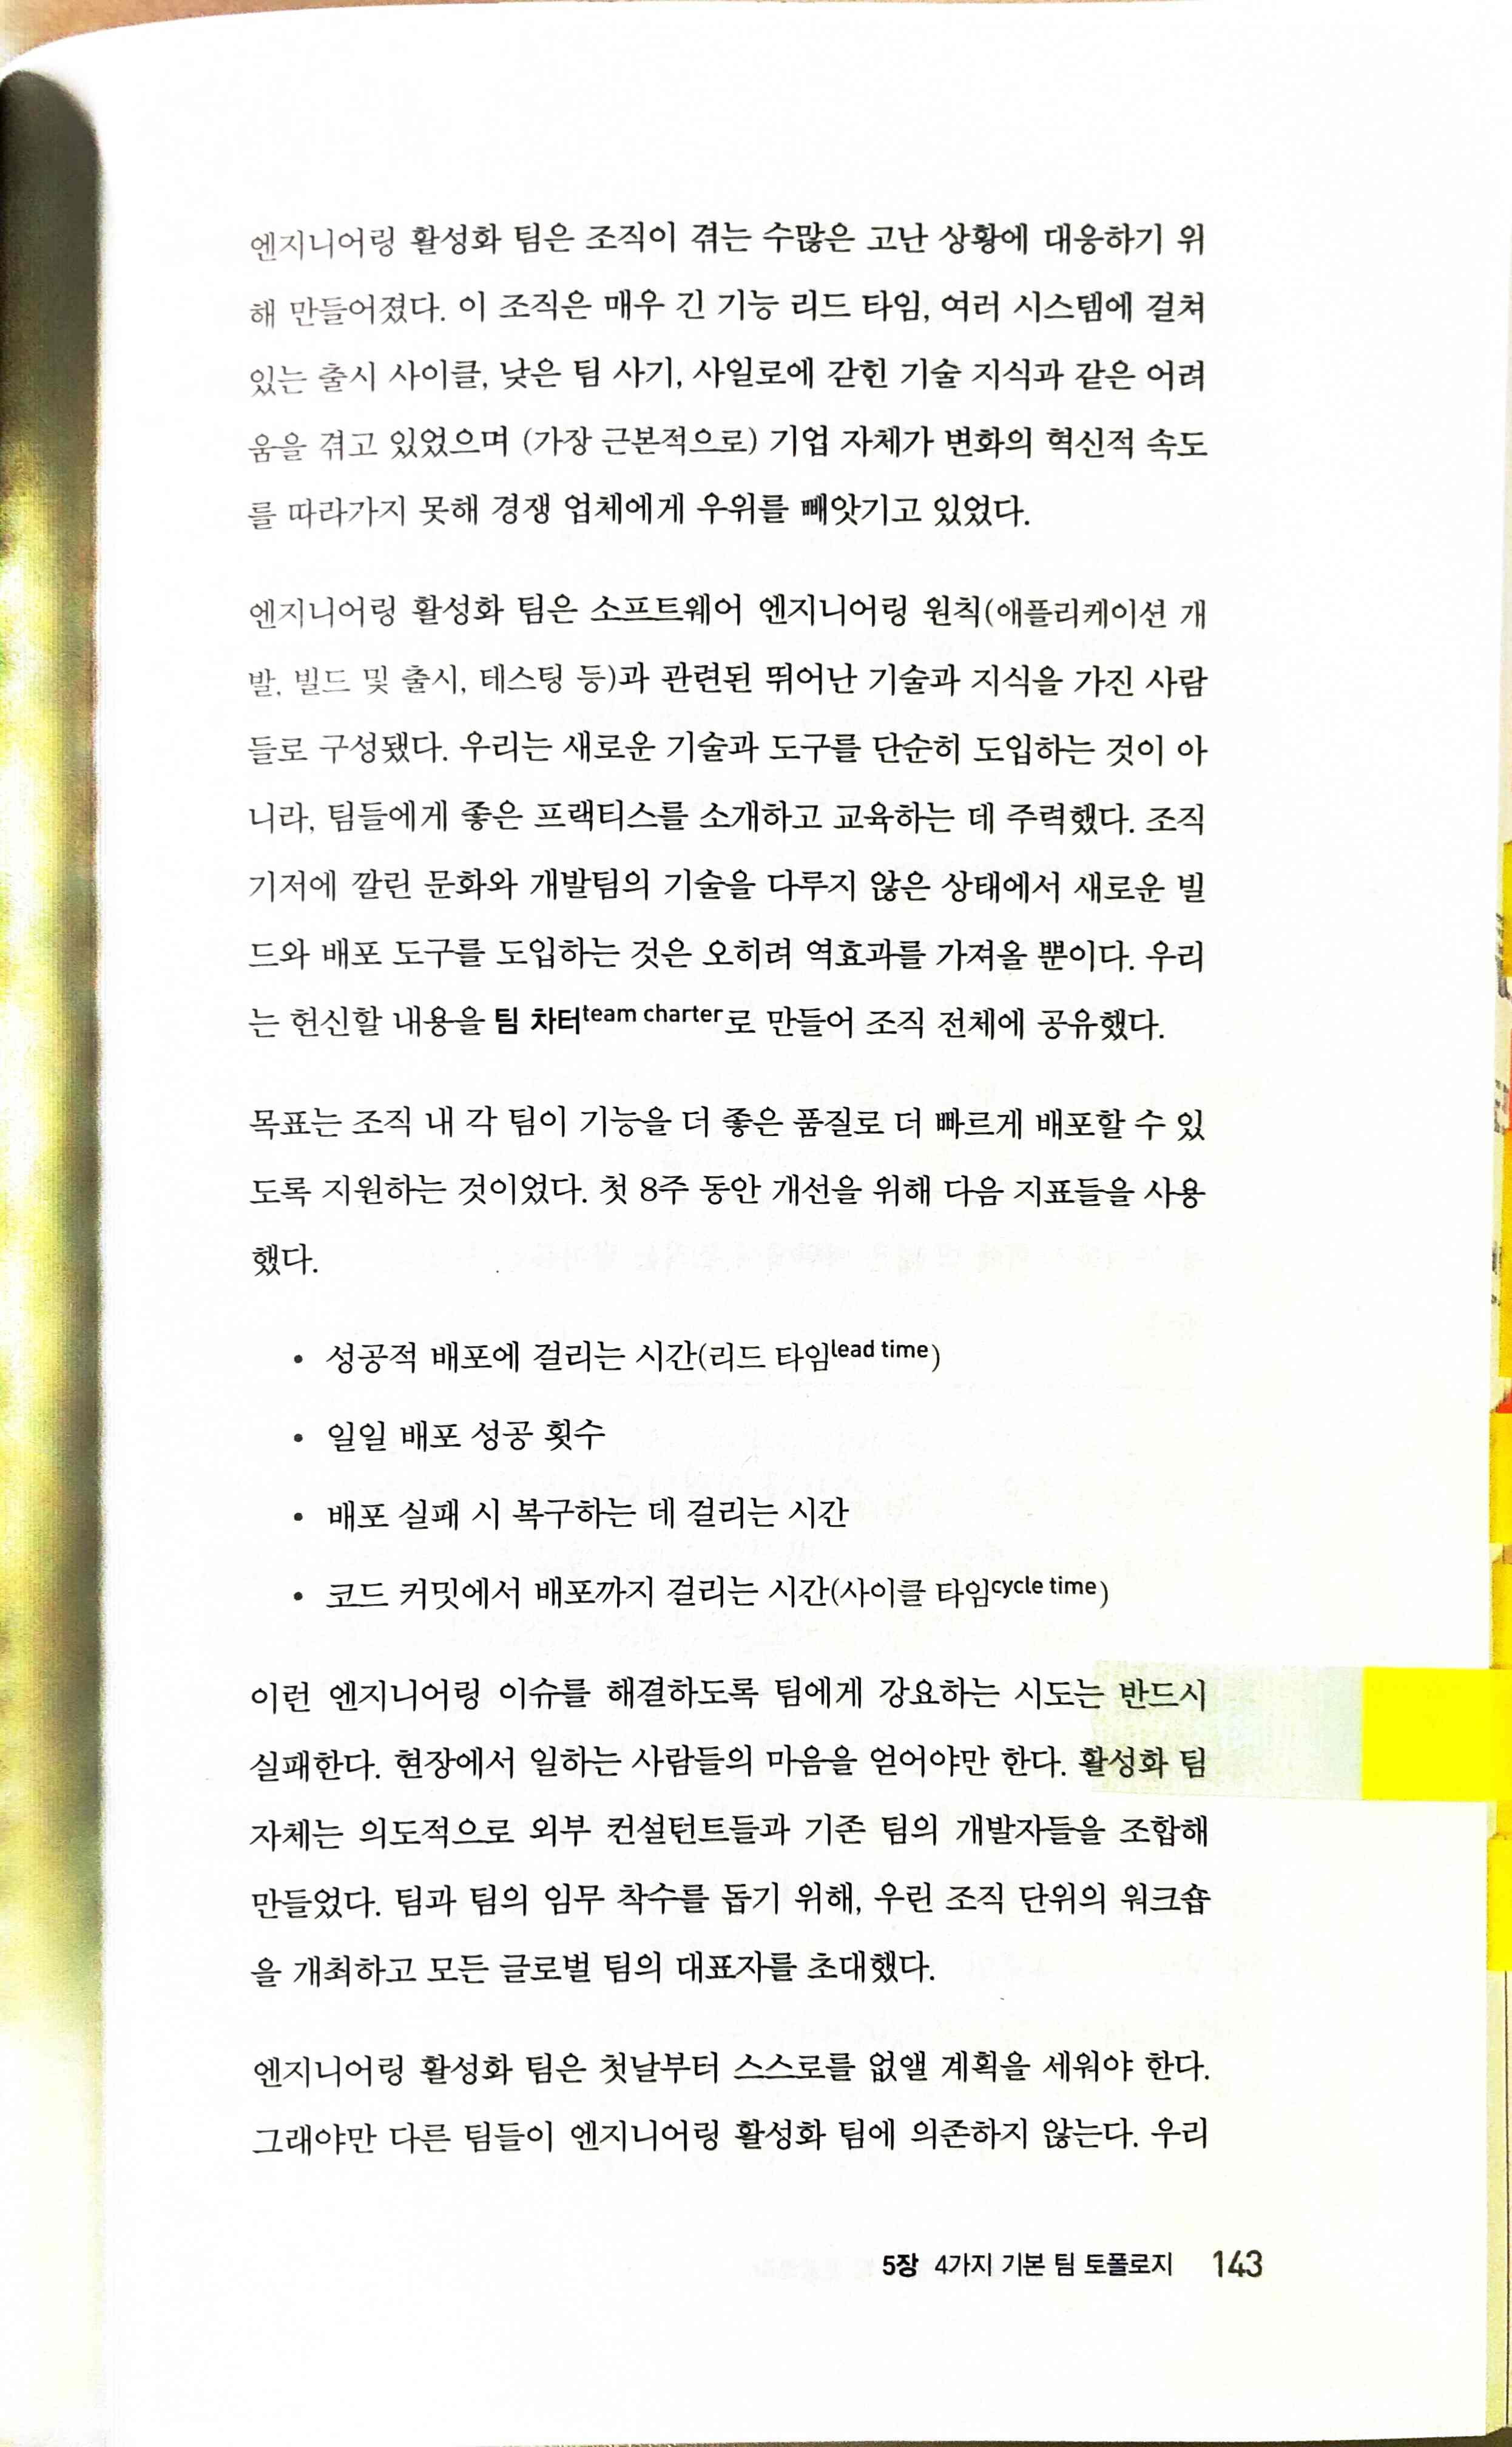 엔지니어링 활성화 팀은 조직이 겪는 수많은 고난 상황에 대응하기 위
해 만들어졌다. 이 조직은 매우 긴 기능 리드 타임, 여러 시스템에 걸쳐
있는 출시 사이클, 낮은 팀 사기, 사일로에 갇힌 기술 지식과 같은 어려
움을 겪고 있었으며 (가장 근본적으로) 기업 자체가 변화의 혁신적 속도
를 따라가지 못해 경쟁 업체에게 우위를 빼앗기고 있었다.
엔지니어링 활성화 팀은 소프트웨어 엔지니어링 원칙(애플리케이션 개
발, 빌드 및 출시, 테스팅 등)과 관련된 뛰어난 기술과 지식을 가진 사람
들로 구성됐다. 우리는 새로운 기술과 도구를 단순히 도입하는 것이 아
니라, 팀들에게 좋은 프랙티스를 소개하고 교육하는 데 주력했다. 조직
기저에 깔린 문화와 개발팀의 기술을 다루지 않은 상태에서 새로운 빌
드와 배포 도구를 도입하는 것은 오히려 역효과를 가져올 뿐이다. 우리
는 헌신할 내용을 팀 차터team charter로 만들어 조직 전체에 공유했다.
목표는 조직 내 각 팀이 기능을 더 좋은 품질로 더 빠르게 배포할 수 있
도록 지원하는 것이었다. 첫 8주 동안 개선을 위해 다음 지표들을 사용
했다.
• 성공적 배포에 걸리는 시간(리드 타임lead time)
• 일일 배포 성공 횟수
• 배포 실패 시 복구하는 데 걸리는 시간
• 코드 커밋에서 배포까지 걸리는 시간(사이클 타임cycle time)
이런 엔지니어링 이슈를 해결하도록 팀에게 강요하는 시도는 반드시
실패한다. 현장에서 일하는 사람들의 마음을 얻어야만 한다. 활성화 팀
자체는 의도적으로 외부 컨설턴트들과 기존 팀의 개발자들을 조합해
만들었다. 팀과 팀의 임무 착수를 돕기 위해, 우린 조직 단위의 워크숍
을 개최하고 모든 글로벌 팀의 대표자를 초대했다.
엔지니어링 활성화 팀은 첫날부터 스스로를 없앨 계획을 세워야 한다.
그래야만 다른 팀들이 엔지니어링 활성화 팀에 의존하지 않는다. 우리
5장 4가지 기본 팀 토폴로지 143